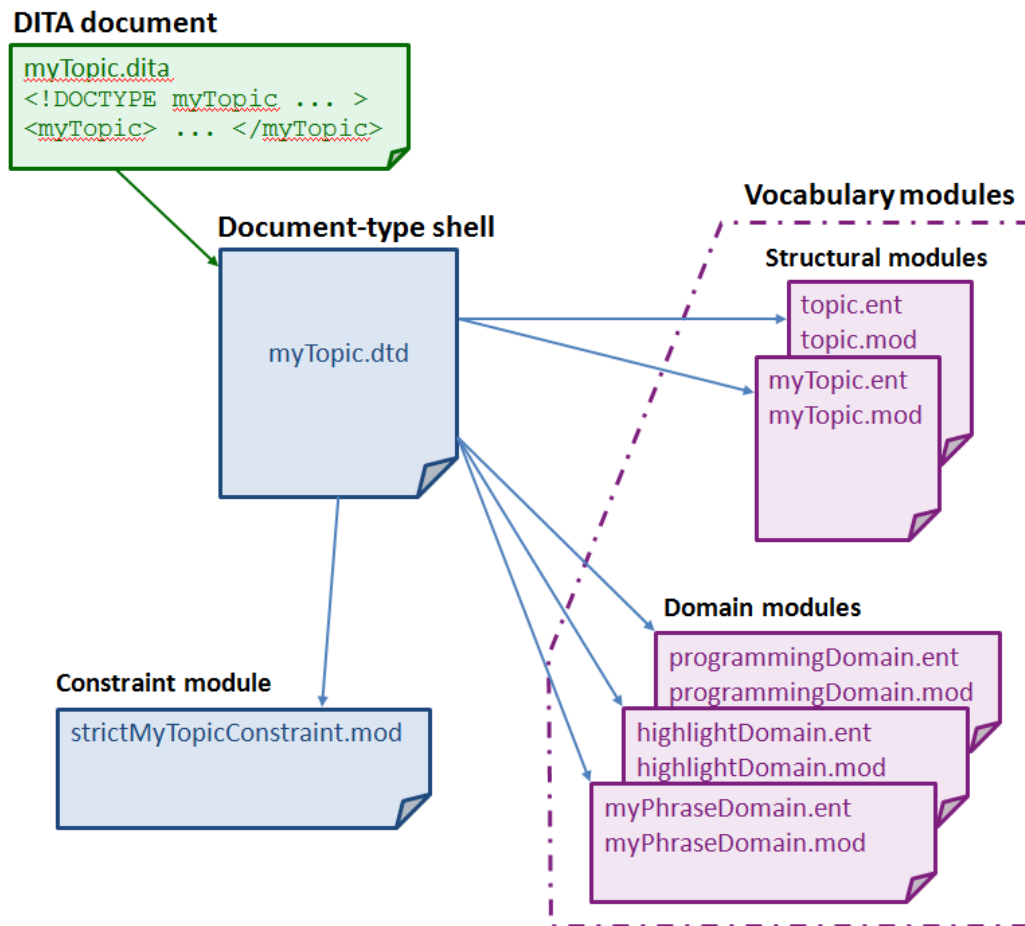 DITA document
myTopic.dita
<!DOCTYPE myTopic ... >
<myTopic> ... </myTopic>
Document-type shell
myTopic.dtd
Constraint module
strictMyTopicConstraint.mod
Vocabulary modules
Structural modules
topic.ent
topic.mod
myTopic.ent
myTopic.mod
Domain modules
programmingDomain.ent
programmingDomain.mod
highlightDomain.ent
highlightDomain.mod
myPhraseDomain.ent
myPhraseDomain.mod